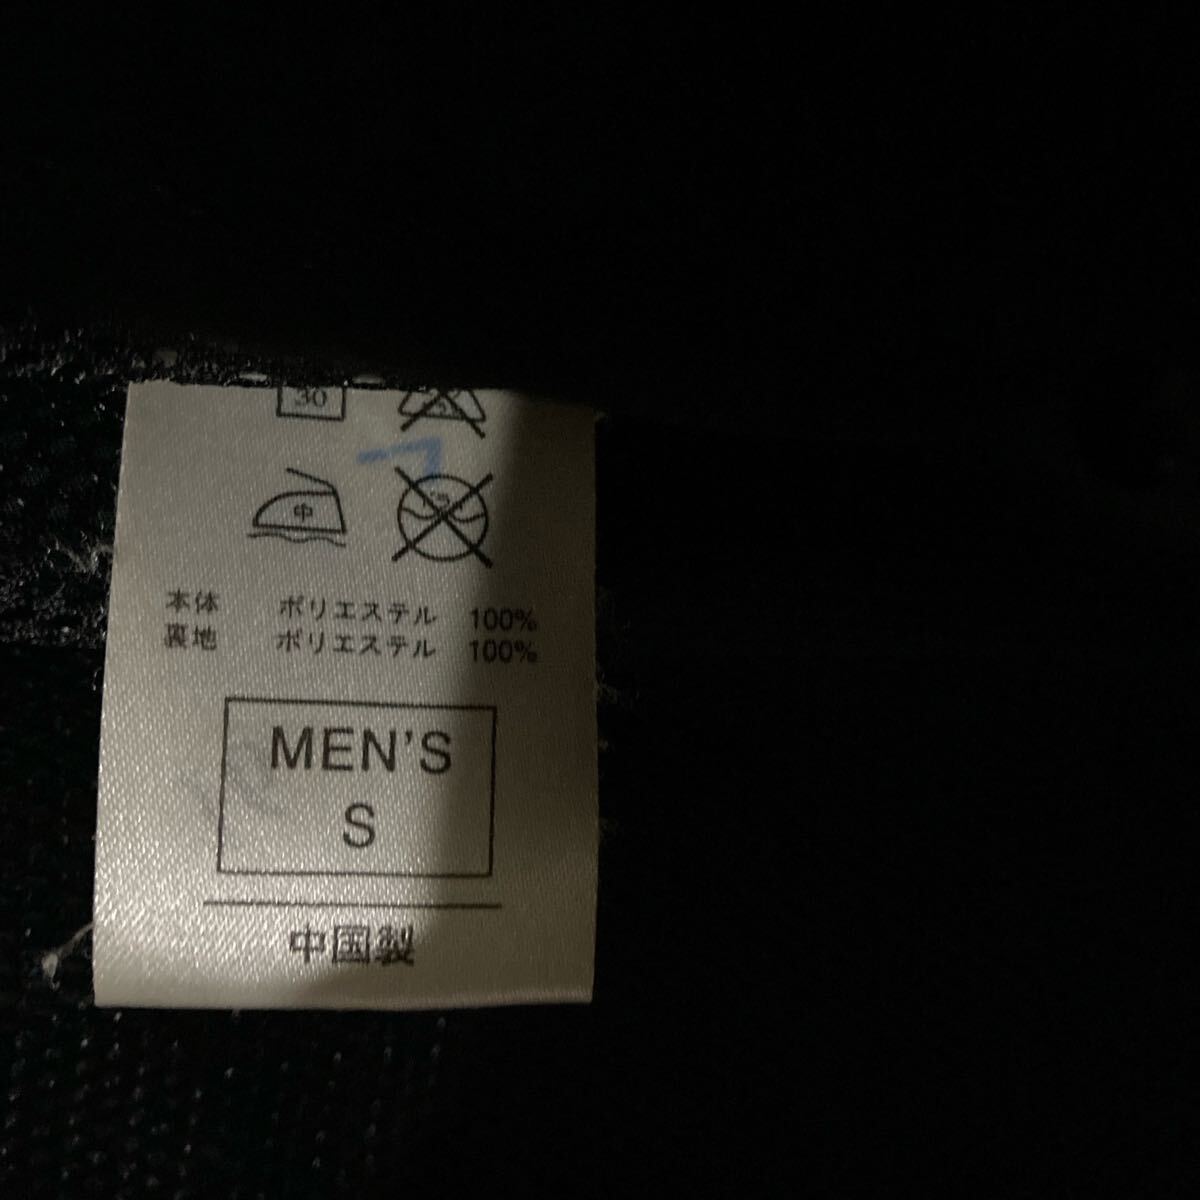 30
中
本体 ポリエステル 100%
裏地 ポリエステル 100%
MEN'S
S
中国製